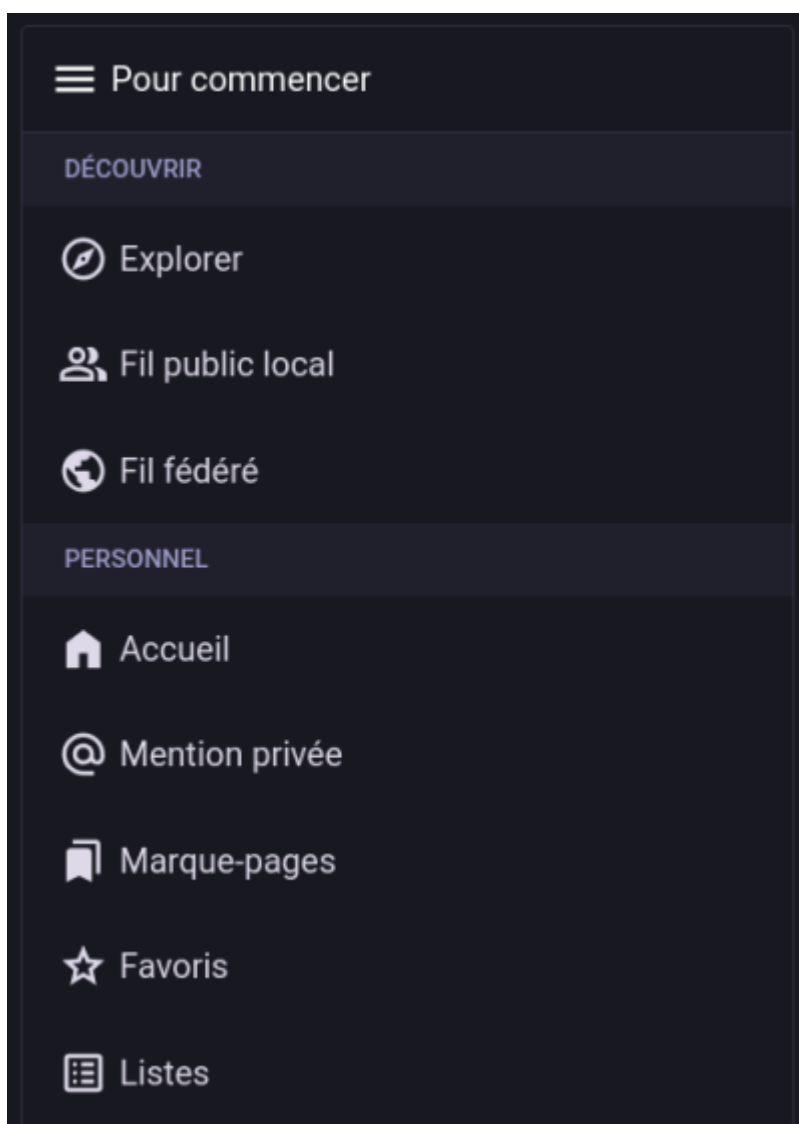 Pour commencer
DÉCOUVRIR
Explorer
Fil public local
Fil fédéré
PERSONNEL
Accueil
Mention privée
Marque-pages
Favoris
Listes